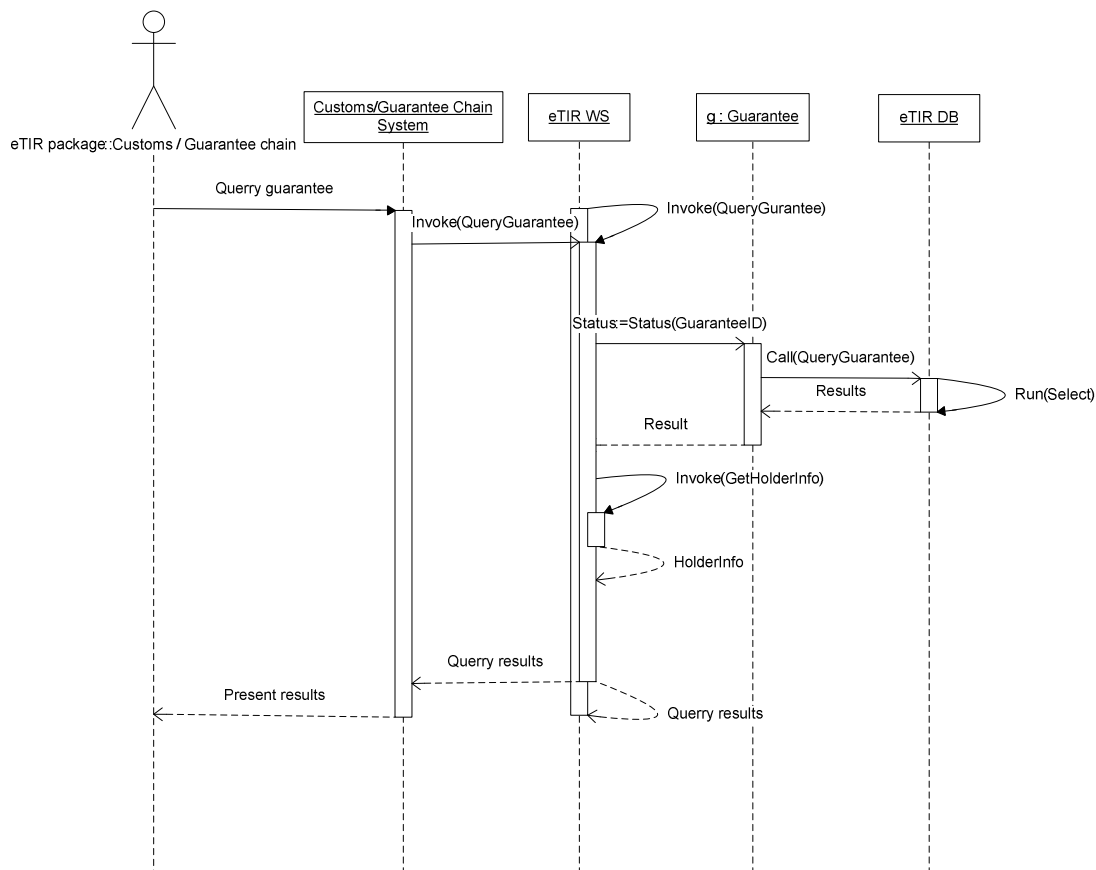 Customs/Guarantee Chain
System
eTIR WS
g : Guarantee
eTIR DB
eTIR package::Customs / Guarantee chain
Querry guarantee
Invoke(QueryGurantee)
Invoke(QueryGuarantee)
Status:=Status(GuaranteeID)
Call(QueryGuarantee)
Results
Run(Select)
Result
Invoke(GetHolderInfo)
HolderInfo
Querry results
Present results
Querry results